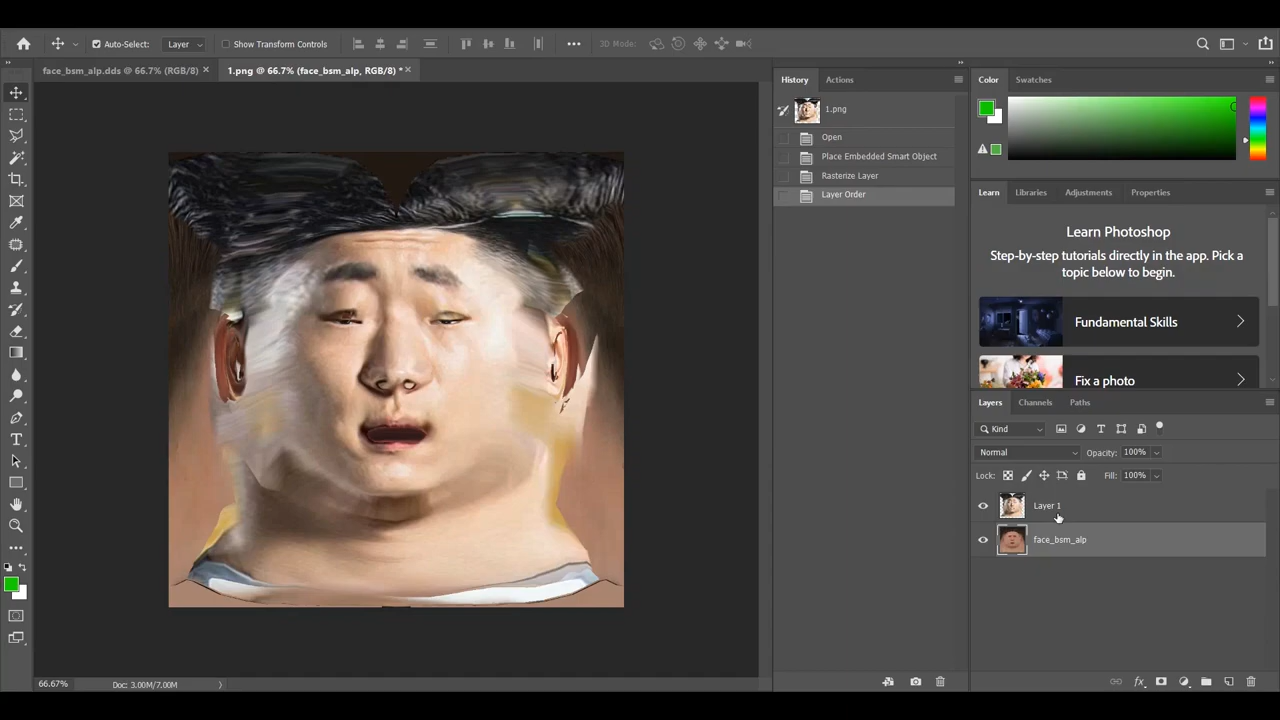 Auto-Select: Layer Show Transform Controls 3D Mode:
face_bsm_alp.dds @ 66.7% (RGB/8) × 1.png @ 66.7% (face_bsm_alp, RGB/8) * ×
History Actions
1.png
Open
Place Embedded Smart Object
Rasterize Layer
Layer Order
Color Swatches
Learn Libraries Adjustments Properties
Learn Photoshop
Step-by-step tutorials directly in the app. Pick a
topic below to begin.
Fundamental Skills
Fix a photo
Layers Channels Paths
Kind
Normal Opacity: 100%
Lock: Fill: 100%
Layer 1
face_bsm_alp
66.67% Doc: 3.00M/7.00M